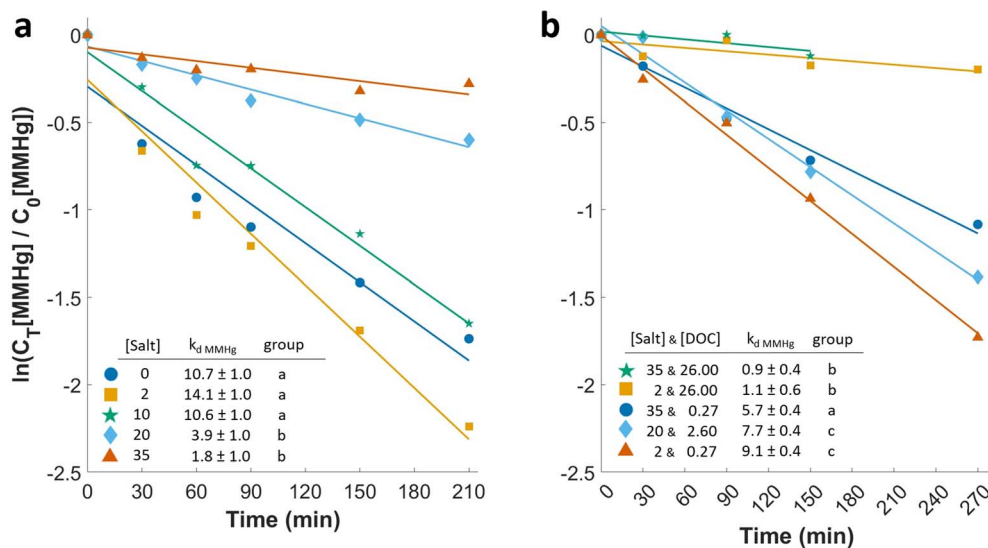 a
ln(C_T[MMHg] / C_0[MMHg])
0
-0.5
-1
-1.5
-2
-2.5
[Salt] k_d MMHg group
0 10.7 ± 1.0 a
2 14.1 ± 1.0 a
10 10.6 ± 1.0 a
20 3.9 ± 1.0 b
35 1.8 ± 1.0 b
0 30 60 90 120 150 180 210
Time (min)
b
0
-0.5
-1
-1.5
-2
-2.5
[Salt] & [DOC] k_d MMHg group
35 & 26.00 0.9 ± 0.4 b
2 & 26.00 1.1 ± 0.6 b
35 & 0.27 5.7 ± 0.4 a
20 & 2.60 7.7 ± 0.4 c
2 & 0.27 9.1 ± 0.4 c
0 30 60 90 120 150 180 210 240 270
Time (min)